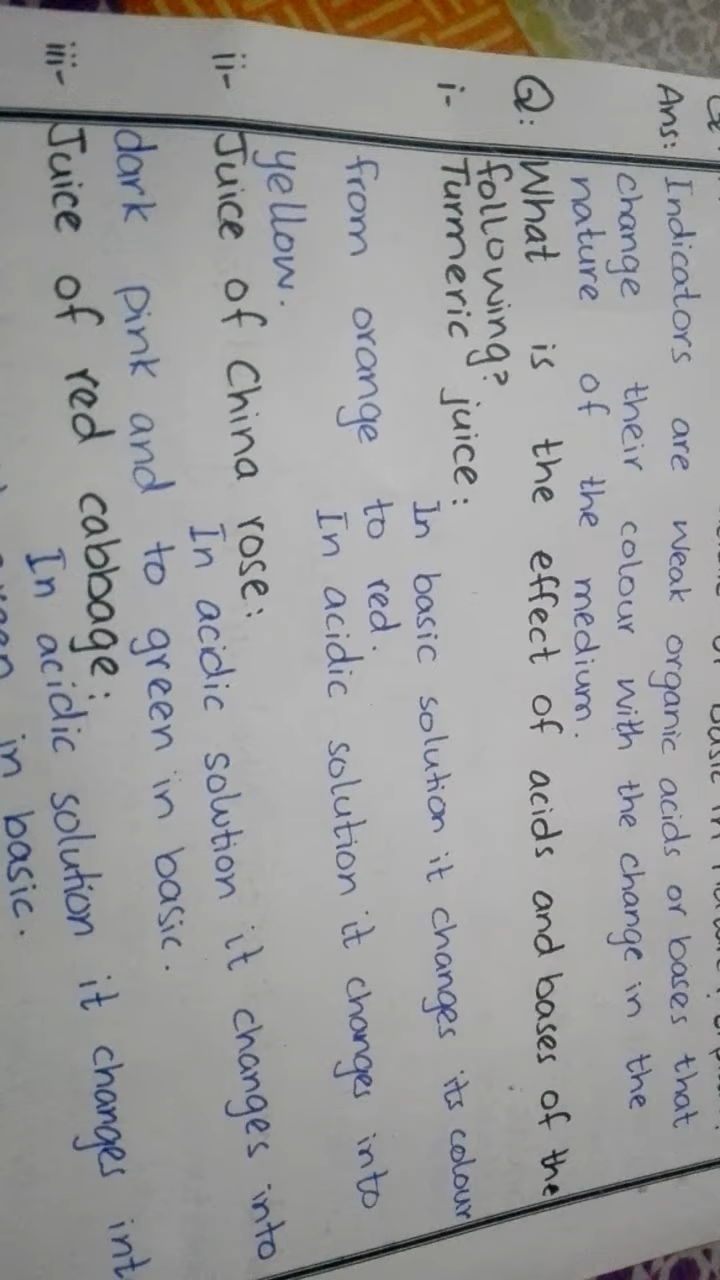 Ans: Indicators are weak organic acids or bases that
change their colour with the change in the
nature of the medium.
Q: What is the effect of acids and bases of the
following?
i- Turmeric juice:
In basic solution it changes its colour
from orange to red.
In acidic solution it changes into
yellow.
ii- Juice of China rose:
In acidic solution it changes into
dark pink and to green in basic.
iii- Juice of red cabbage:
In acidic solution it changes int
in basic.